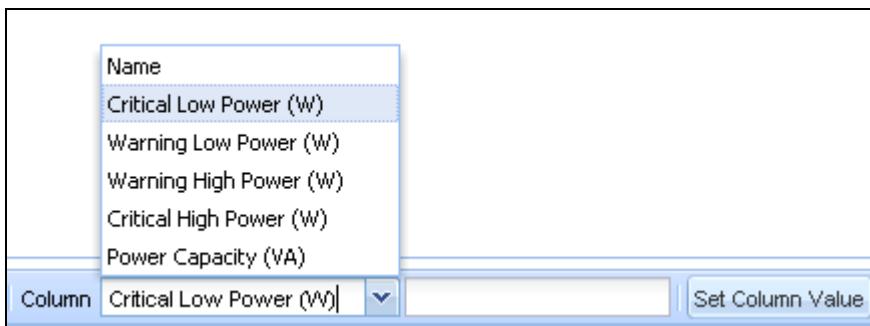 Name
Critical Low Power (W)
Warning Low Power (W)
Warning High Power (W)
Critical High Power (W)
Power Capacity (VA)
Column Critical Low Power (W) Set Column Value